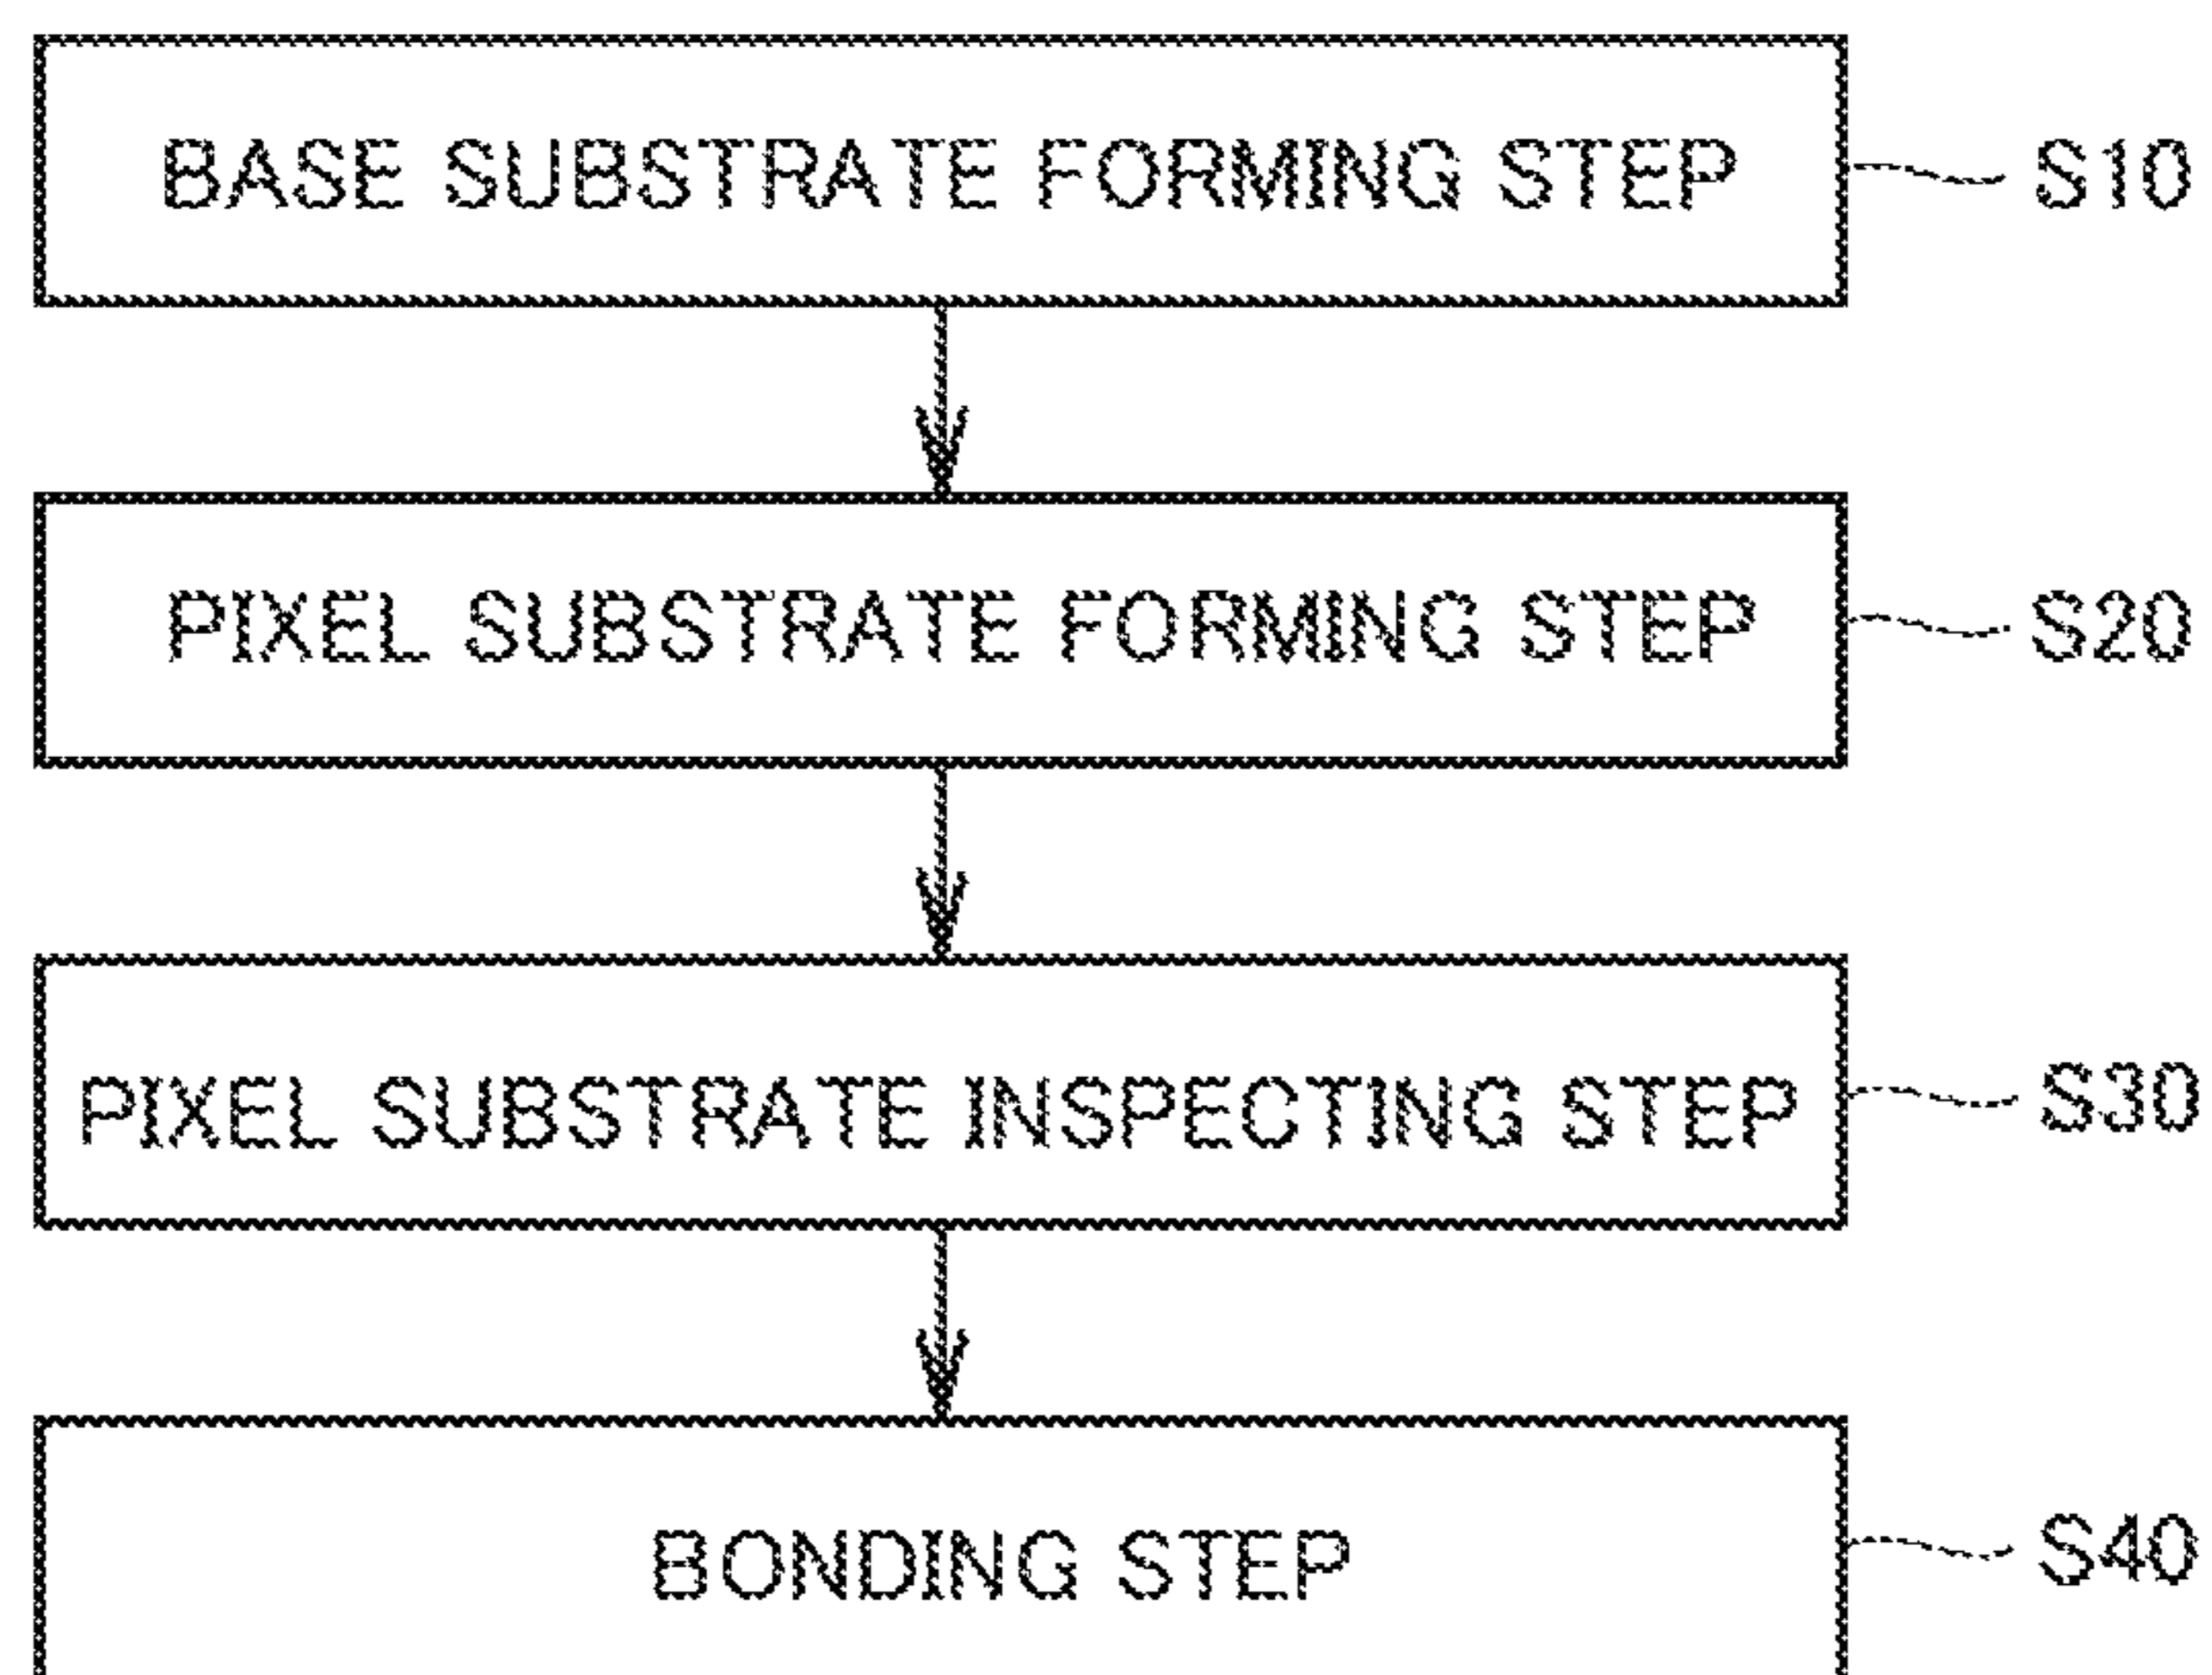 BASE SUBSTRATE FORMING STEP S10
PIXEL SUBSTRATE FORMING STEP S20
PIXEL SUBSTRATE INSPECTING STEP S30
BONDING STEP S40